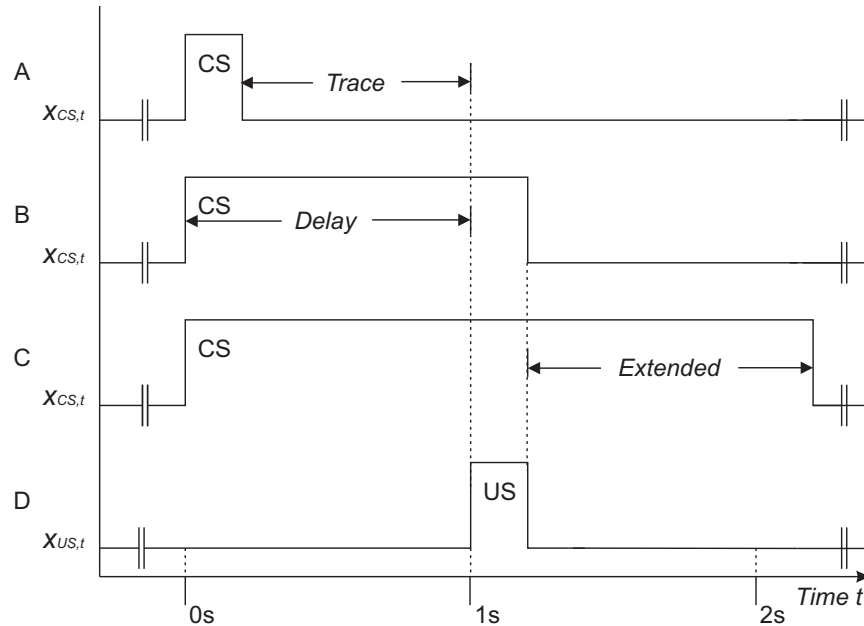 A
CS
Trace
XCS,t
B
CS
Delay
XCS,t
C
CS
Extended
XCS,t
D
US
XUS,t
Time t
0s
1s
2s